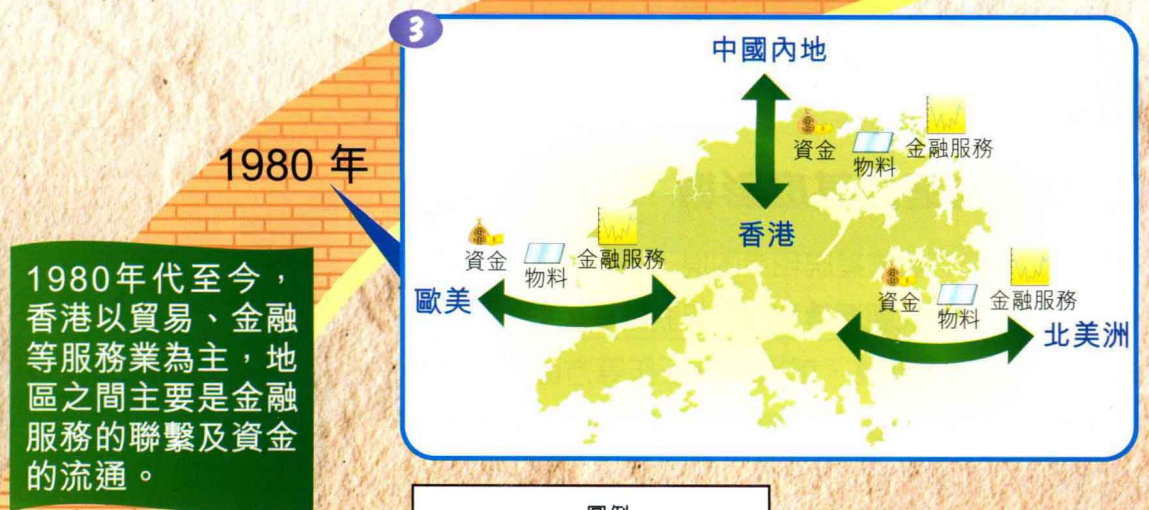 3
中國內地
資金
物料
金融服務
1980 年
香港
資金
物料
金融服務
歐美
資金
物料
金融服務
北美洲
1980年代至今，
香港以貿易、金融
等服務業為主，地
區之間主要是金融
服務的聯繫及資金
的流通。